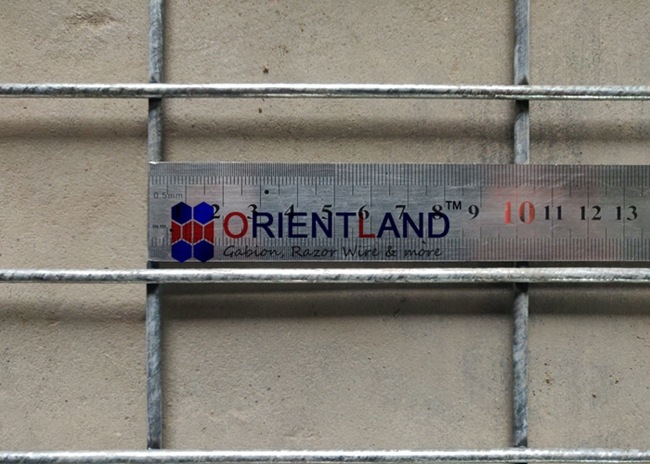 0.5mm
2 3 4 5 6 7 8 9 10 11 12 13
ORIENTLAND™
Gabion, Razor Wire & more